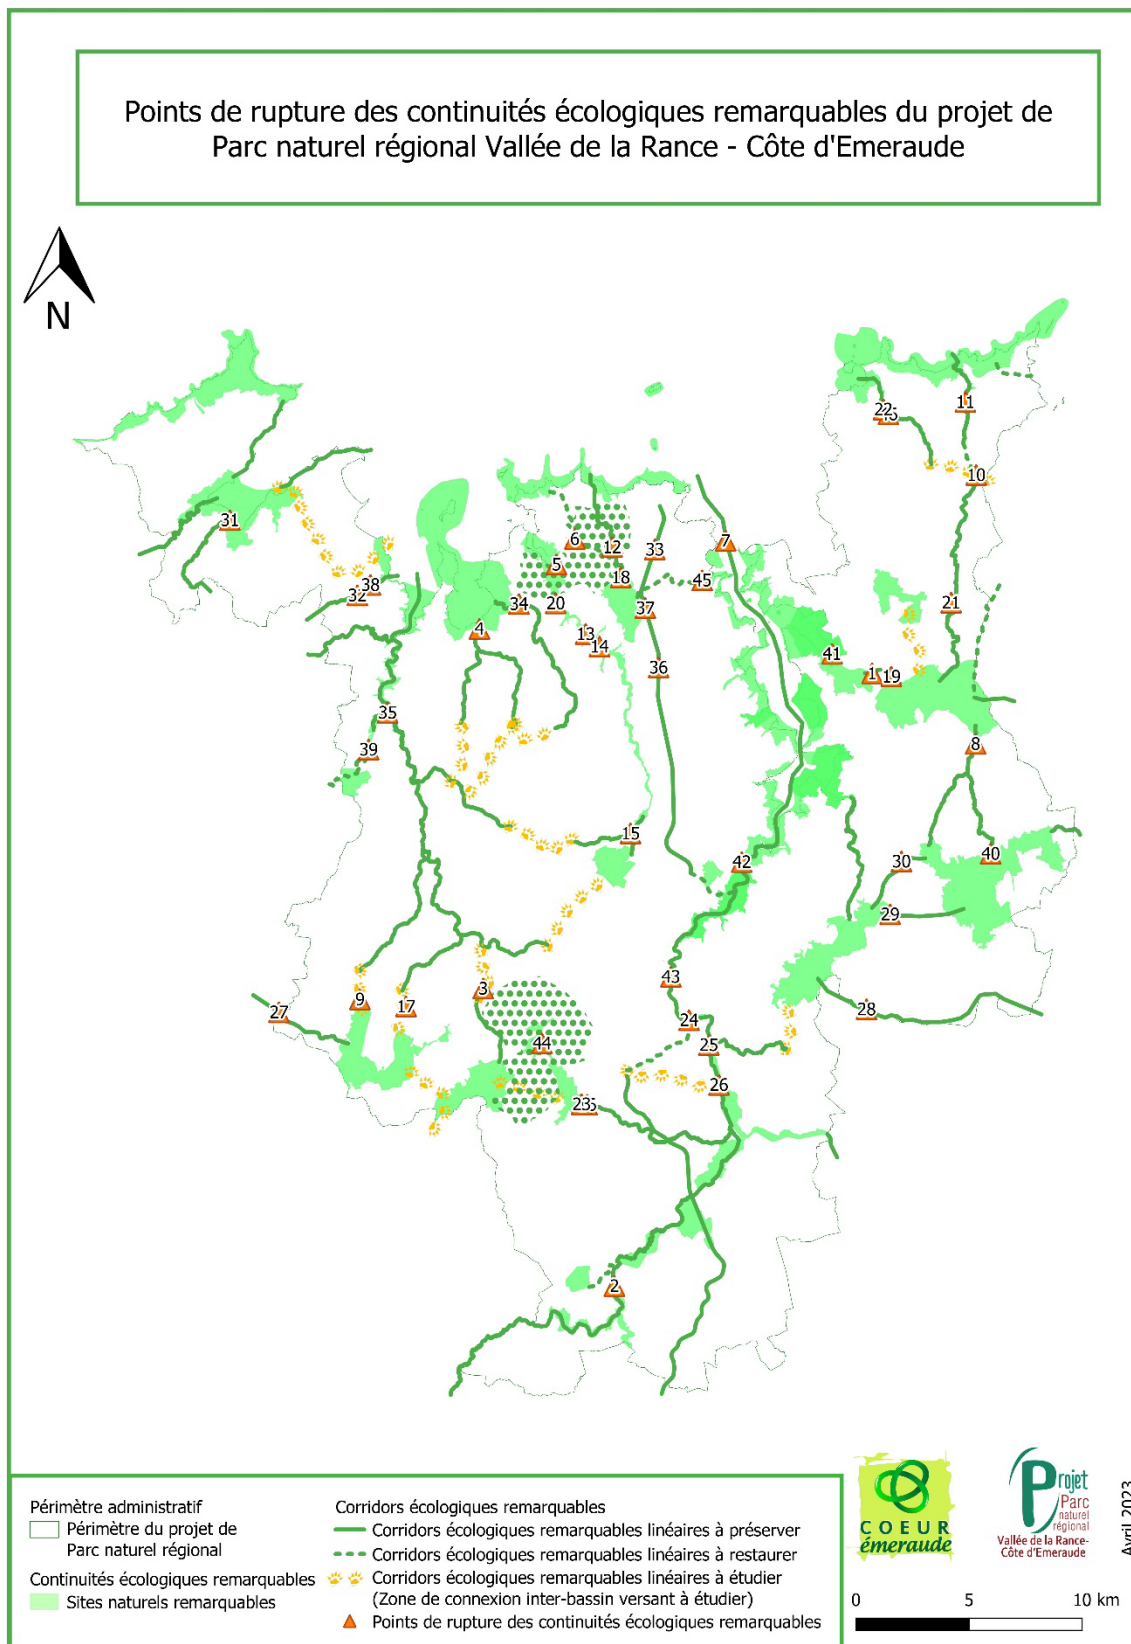 Points de rupture des continuités écologiques remarquables du projet de
Parc naturel régional Vallée de la Rance - Côte d'Emeraude
N
11
22
10
31
7
6
12
33
5
18
45
38
32
34
20
37
21
4
13
14
41
36
1
19
35
39
8
15
42
30
40
29
43
3
9
17
27
28
24
25
44
26
23
2
Périmètre administratif
Périmètre du projet de
Parc naturel régional
Continuités écologiques remarquables
Sites naturels remarquables
Corridors écologiques remarquables
Corridors écologiques remarquables linéaires à préserver
Corridors écologiques remarquables linéaires à restaurer
Corridors écologiques remarquables linéaires à étudier
(Zone de connexion inter-bassin versant à étudier)
Points de rupture des continuités écologiques remarquables
COEUR
émeraude
Projet
Parc
naturel
régional
Vallée de la Rance-
Côte d'Emeraude
Avril 2023
0 5 10 km